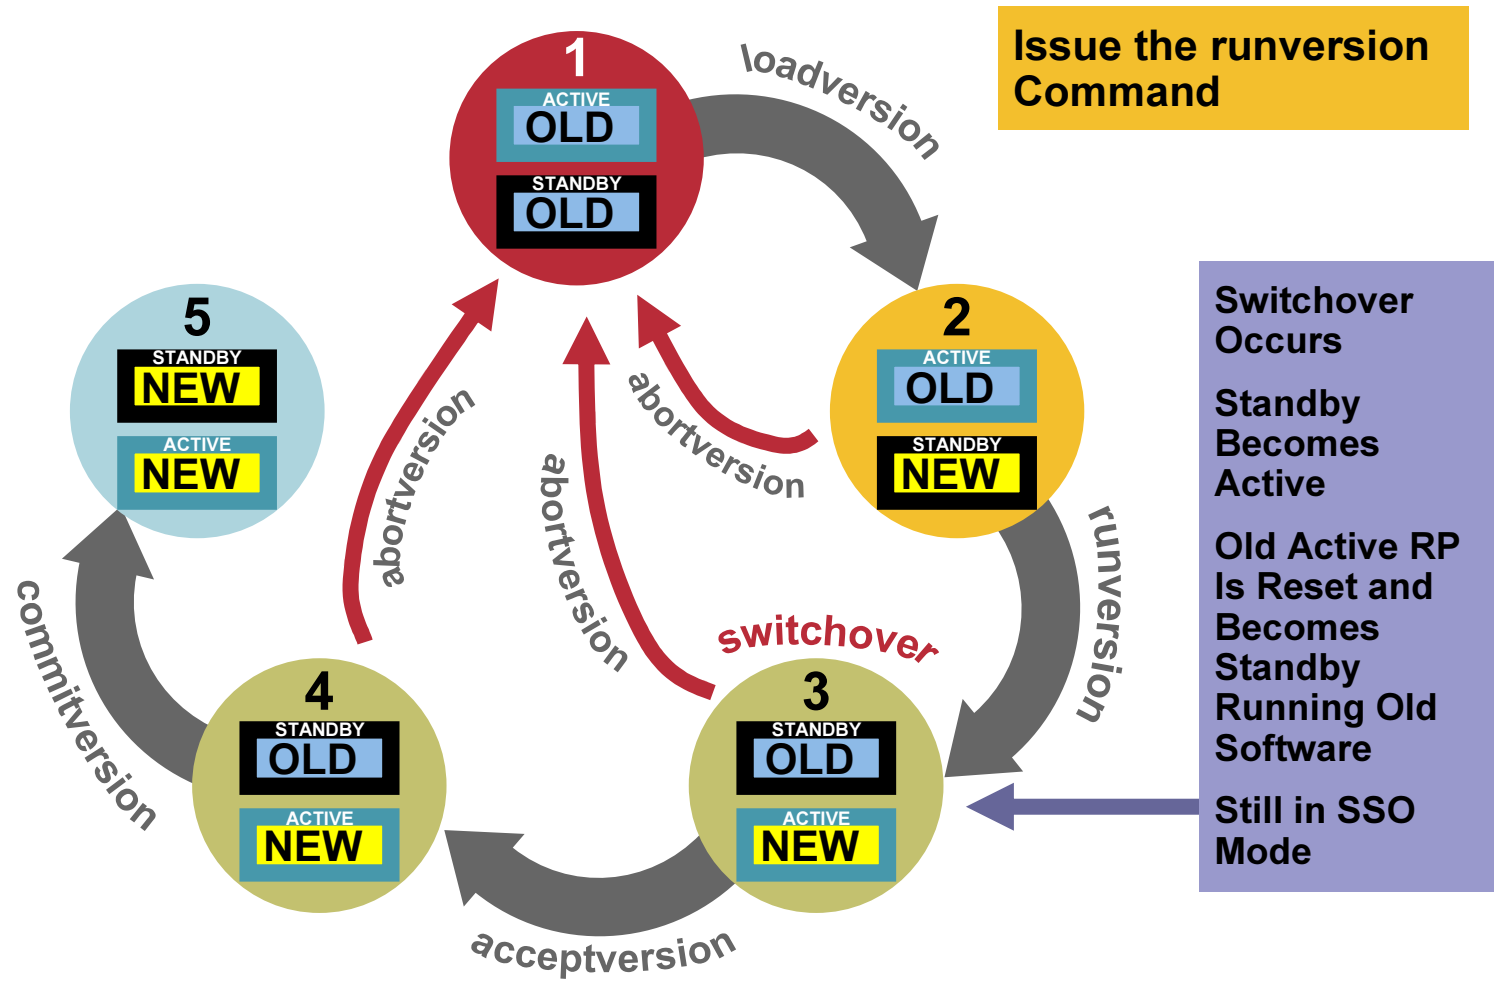 Issue the runversion
Command
1
ACTIVE
OLD
STANDBY
OLD
loadversion
2
ACTIVE
OLD
STANDBY
NEW
runversion
switchover
3
STANDBY
OLD
ACTIVE
NEW
acceptversion
4
STANDBY
OLD
ACTIVE
NEW
commitversion
5
STANDBY
NEW
ACTIVE
NEW
abortversion
abortversion
abortversion
Switchover
Occurs
Standby
Becomes
Active
Old Active RP
Is Reset and
Becomes
Standby
Running Old
Software
Still in SSO
Mode